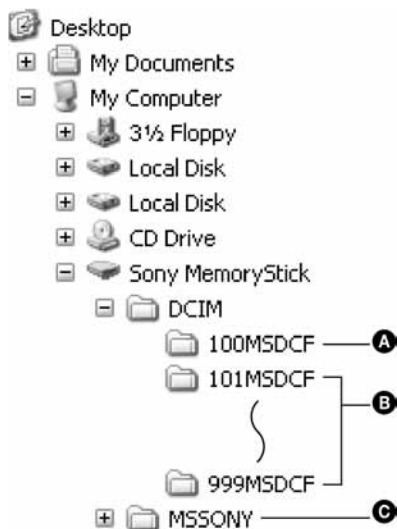 Desktop
My Documents
My Computer
3½ Floppy
Local Disk
Local Disk
CD Drive
Sony MemoryStick
DCIM
100MSDCF A
101MSDCF
B
999MSDCF
MSSONY C